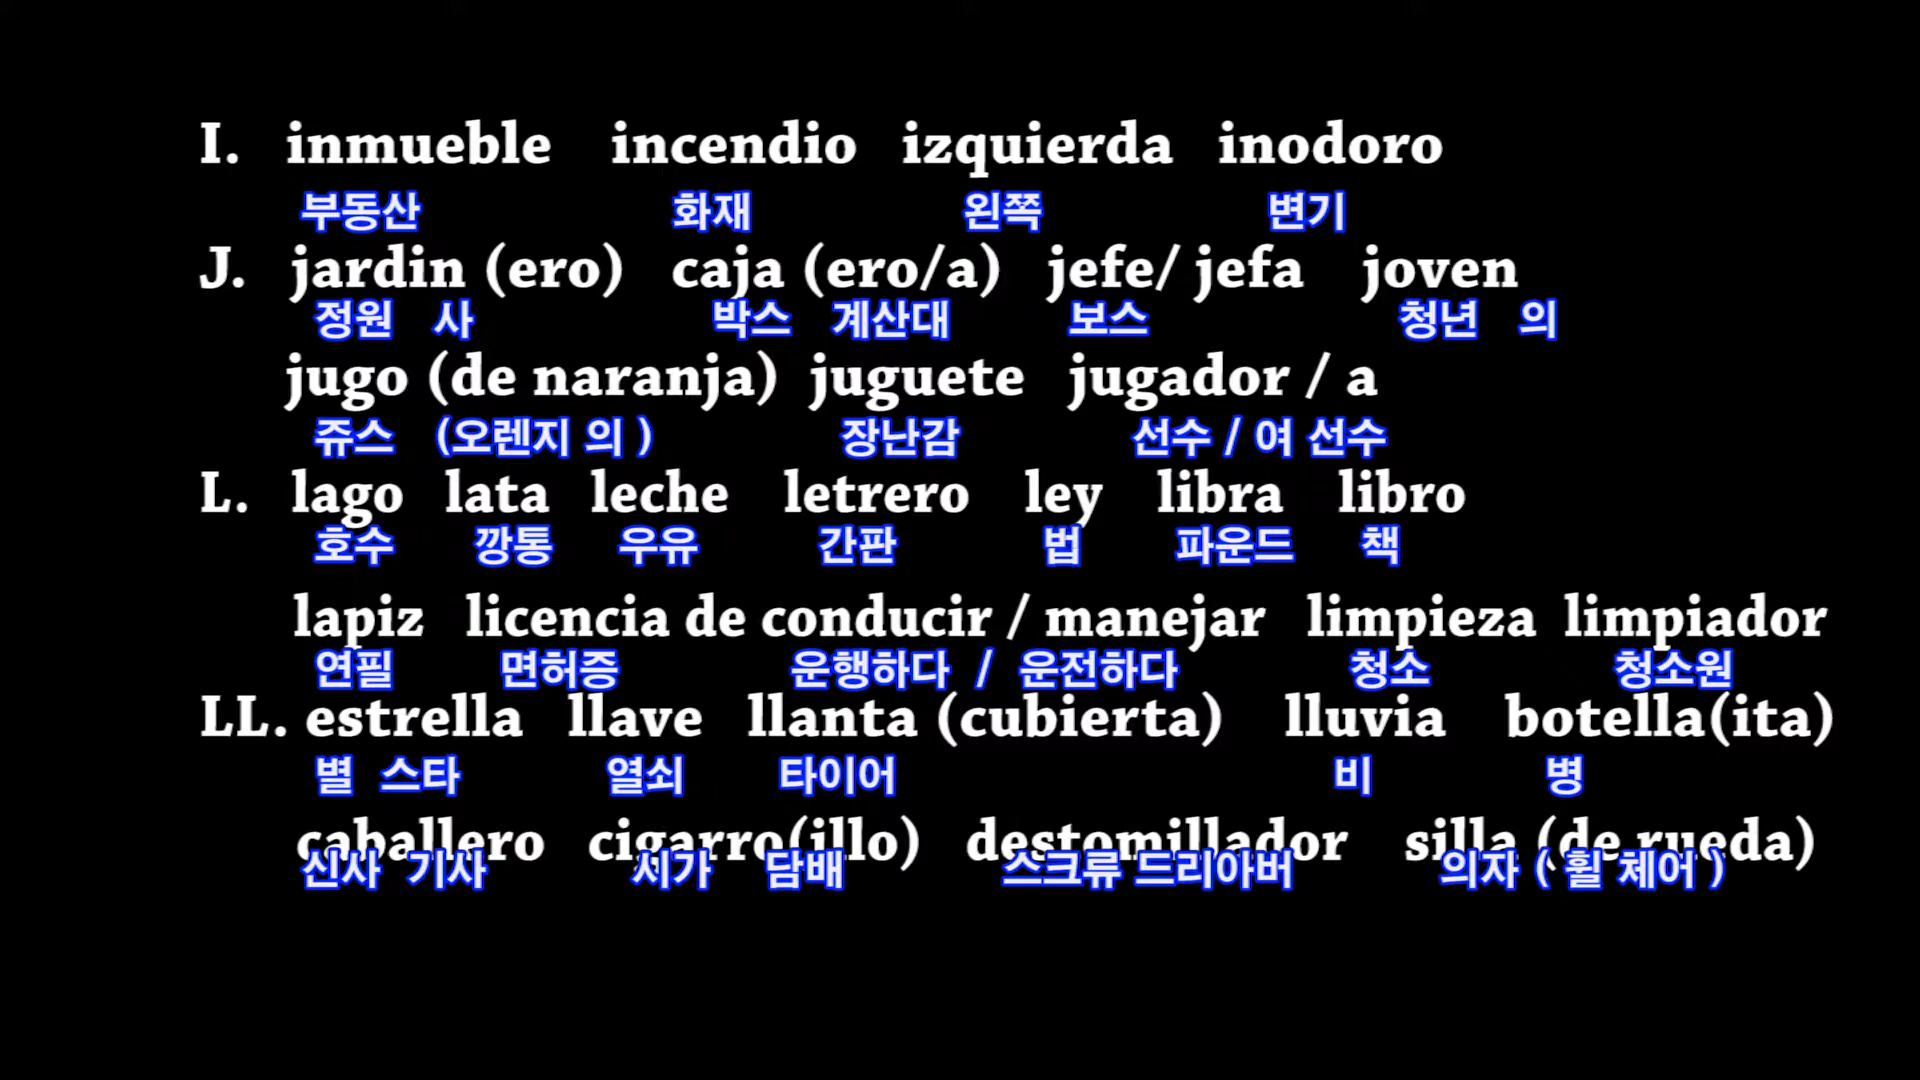 I. inmueble incendio izquierda inodoro
부동산 화재 왼쪽 변기
J. jardin (ero) caja (ero/a) jefe/ jefa joven
정원 사 박스 계산대 보스 청년 의
jugo (de naranja) juguete jugador / a
쥬스 (오렌지 의 ) 장난감 선수 / 여 선수
L. lago lata leche letrero ley libra libro
호수 깡통 우유 간판 법 파운드 책
lapiz licencia de conducir / manejar limpieza limpiador
연필 면허증 운행하다 / 운전하다 청소 청소원
LL. estrella llave llanta (cubierta) lluvia botella(ita)
별 스타 열쇠 타이어 비 병
caballero cigarro(illo) destomillador silla (de rueda)
신사 기사 시가 담배 스크류 드리아버 의자 ( 휠 체어 )